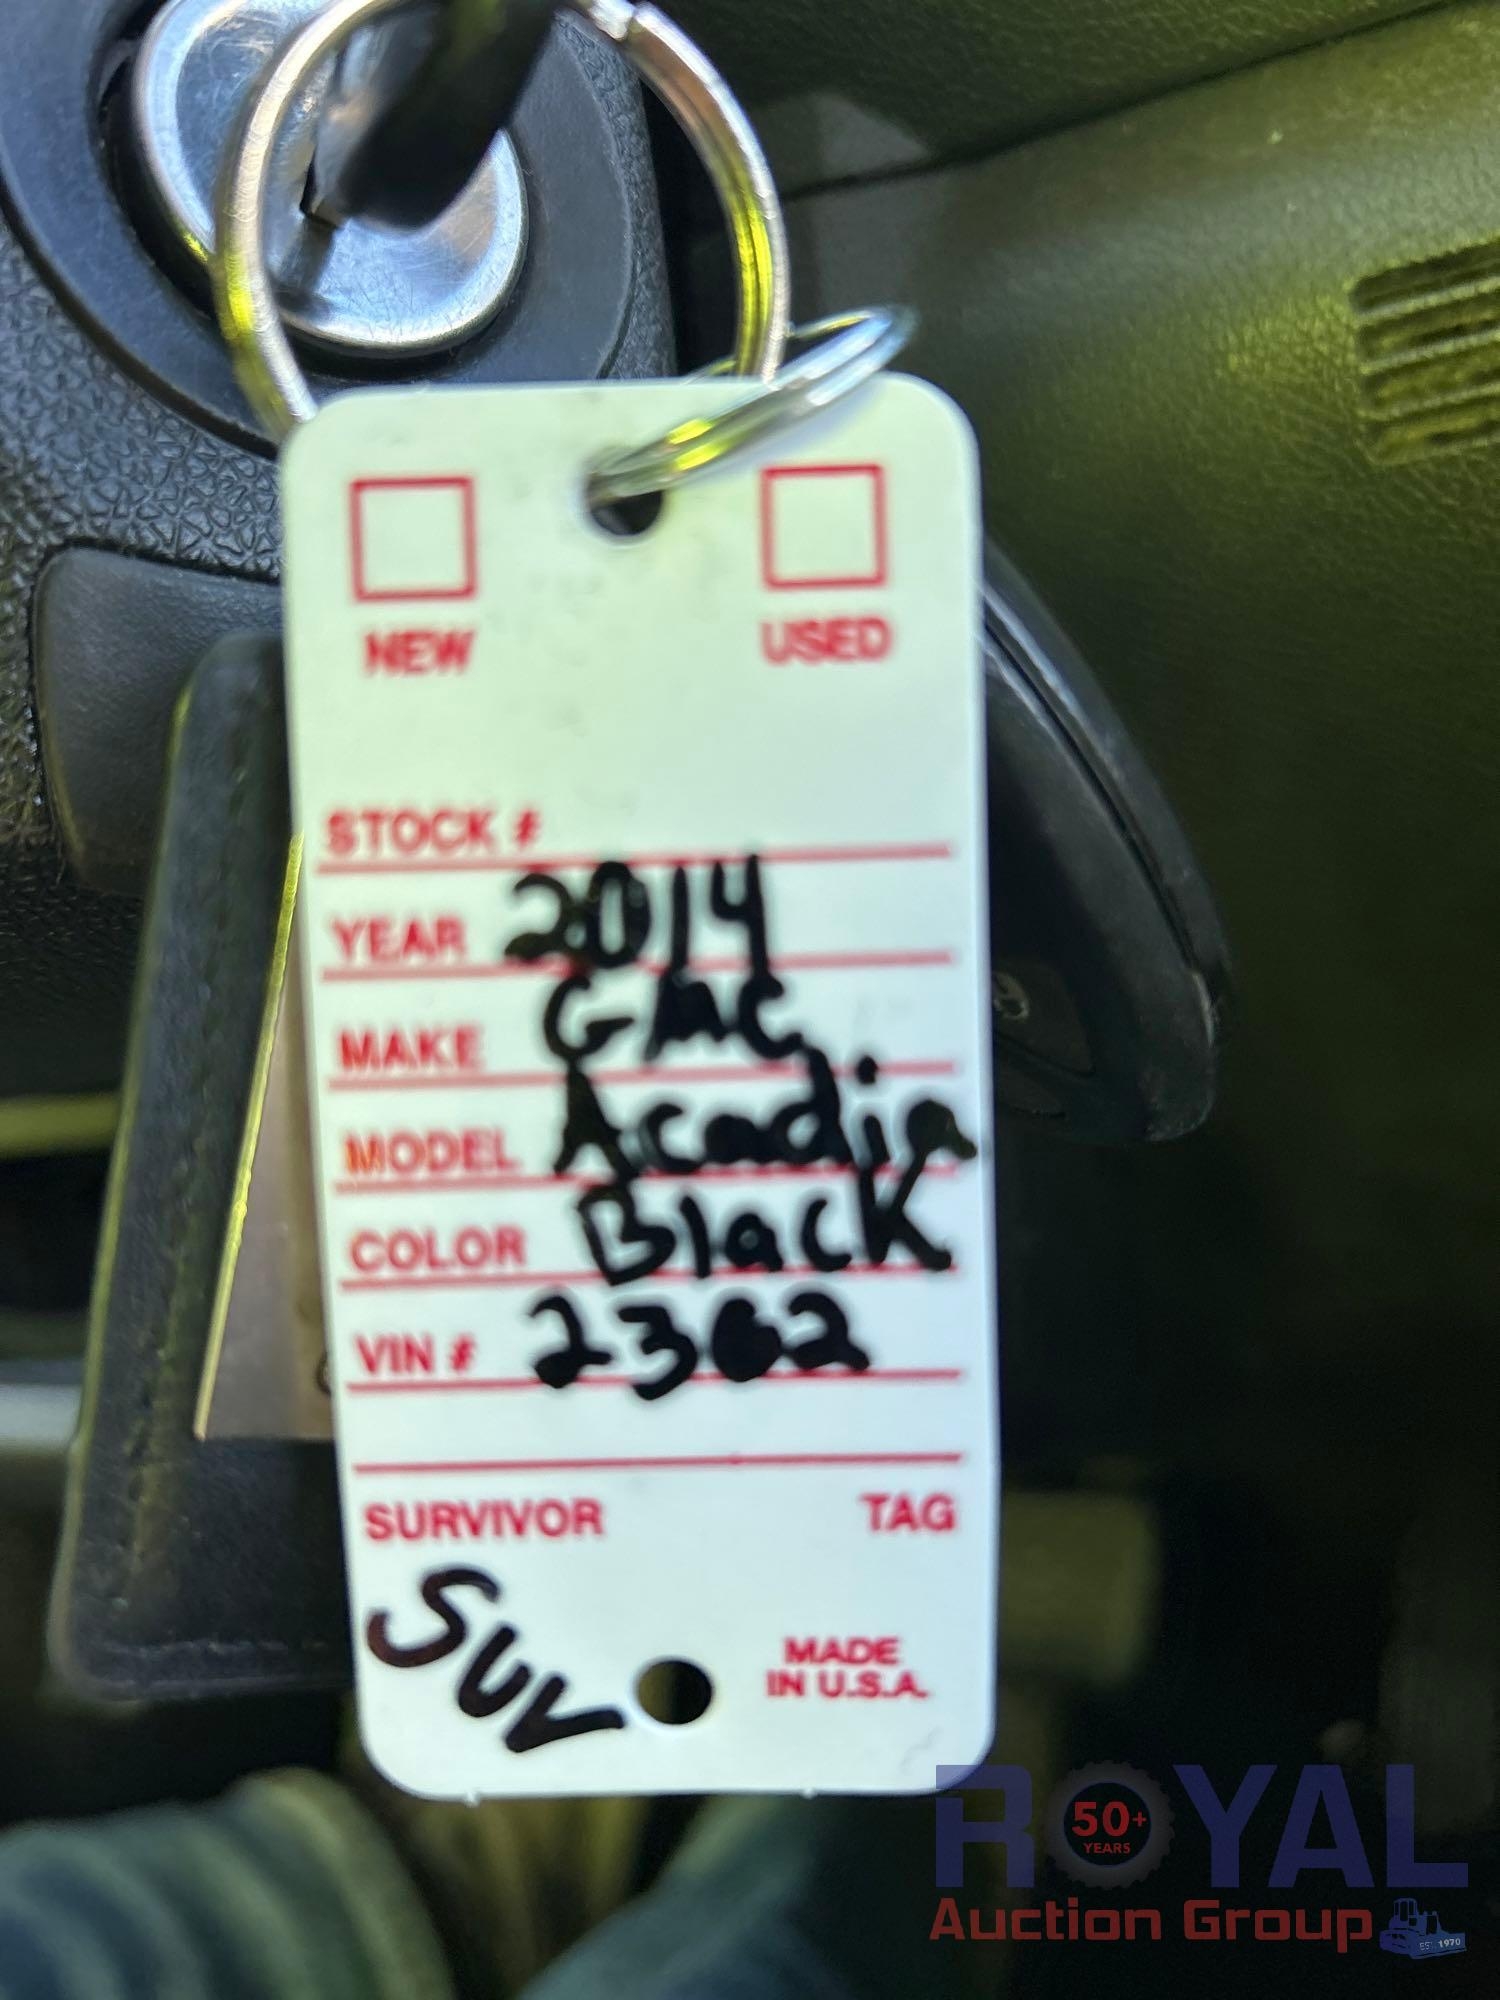 NEW USED
STOCK #
YEAR 2014
MAKE GMC
MODEL Acadia
COLOR Black
VIN # 2362
SURVIVOR TAG
SUV
MADE
IN U.S.A.
ROYAL
50+
YEARS
Auction Group
EST. 1970